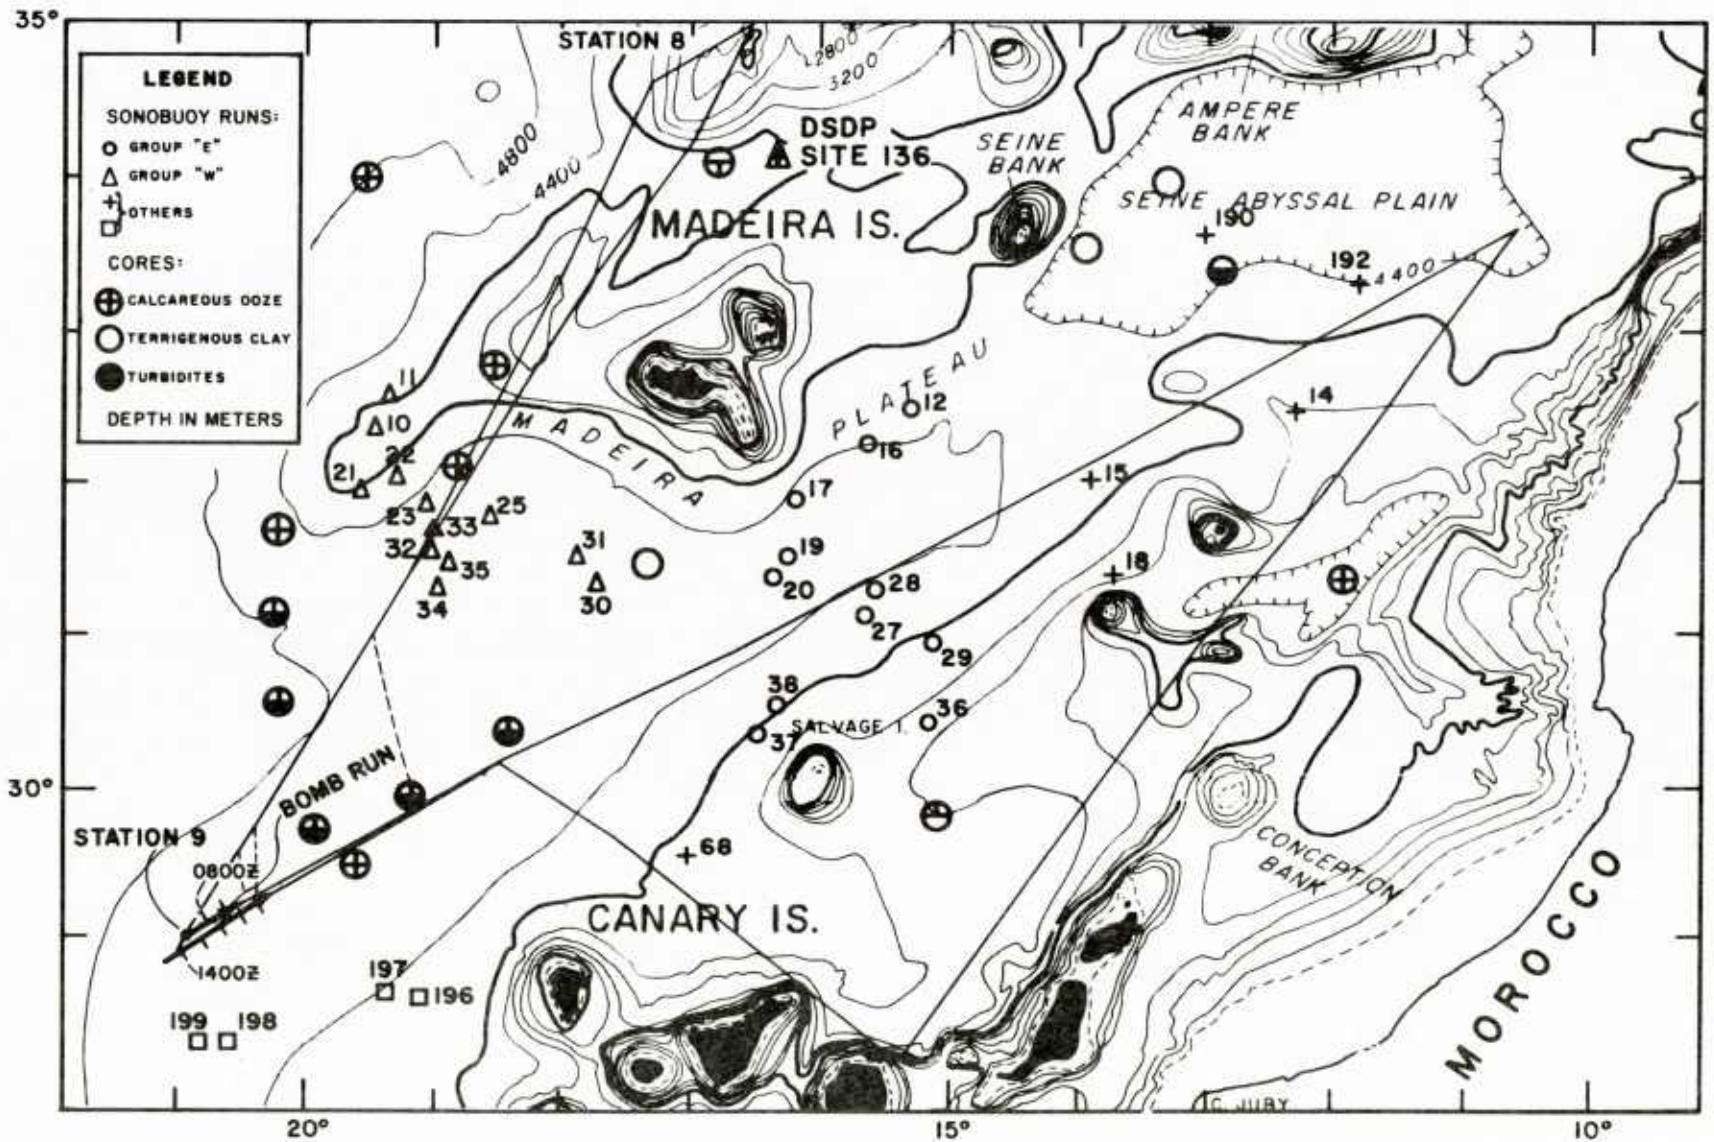 35°
STATION 8
2800
3200
LEGEND
SONOBUOY RUNS:
GROUP "E"
GROUP "W"
OTHERS
CORES:
CALCAREOUS OOZE
TERRIGENOUS CLAY
TURBIDITES
DEPTH IN METERS
4800
4400
DSDP
SITE 136
SEINE
BANK
AMPERE
BANK
SEINE ABYSSAL PLAIN
MADEIRA IS.
190
192
4400
11
10
22
21
23
33
25
32
35
34
31
30
MADEIRA
PLATEAU
12
16
17
19
20
28
27
29
14
15
18
38
37
36
SALVAGE I.
30°
BOMB RUN
STATION 9
0800Z
1400Z
68
CANARY IS.
CONCEPTION
BANK
MOROCCO
197
196
199
198
C. JUBY
20°
15°
10°